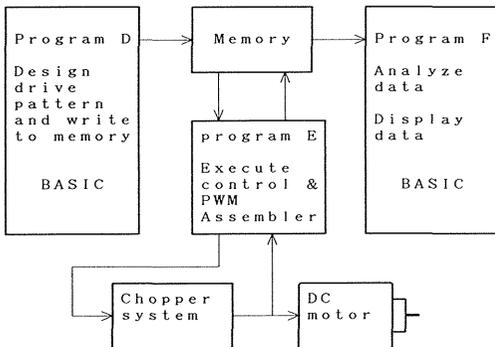 Program D
Design
drive
pattern
and write
to memory
BASIC
Memory
Program F
Analyze
data
Display
data
BASIC
program E
Execute
control &
PWM
Assembler
Chopper
system
DC
motor